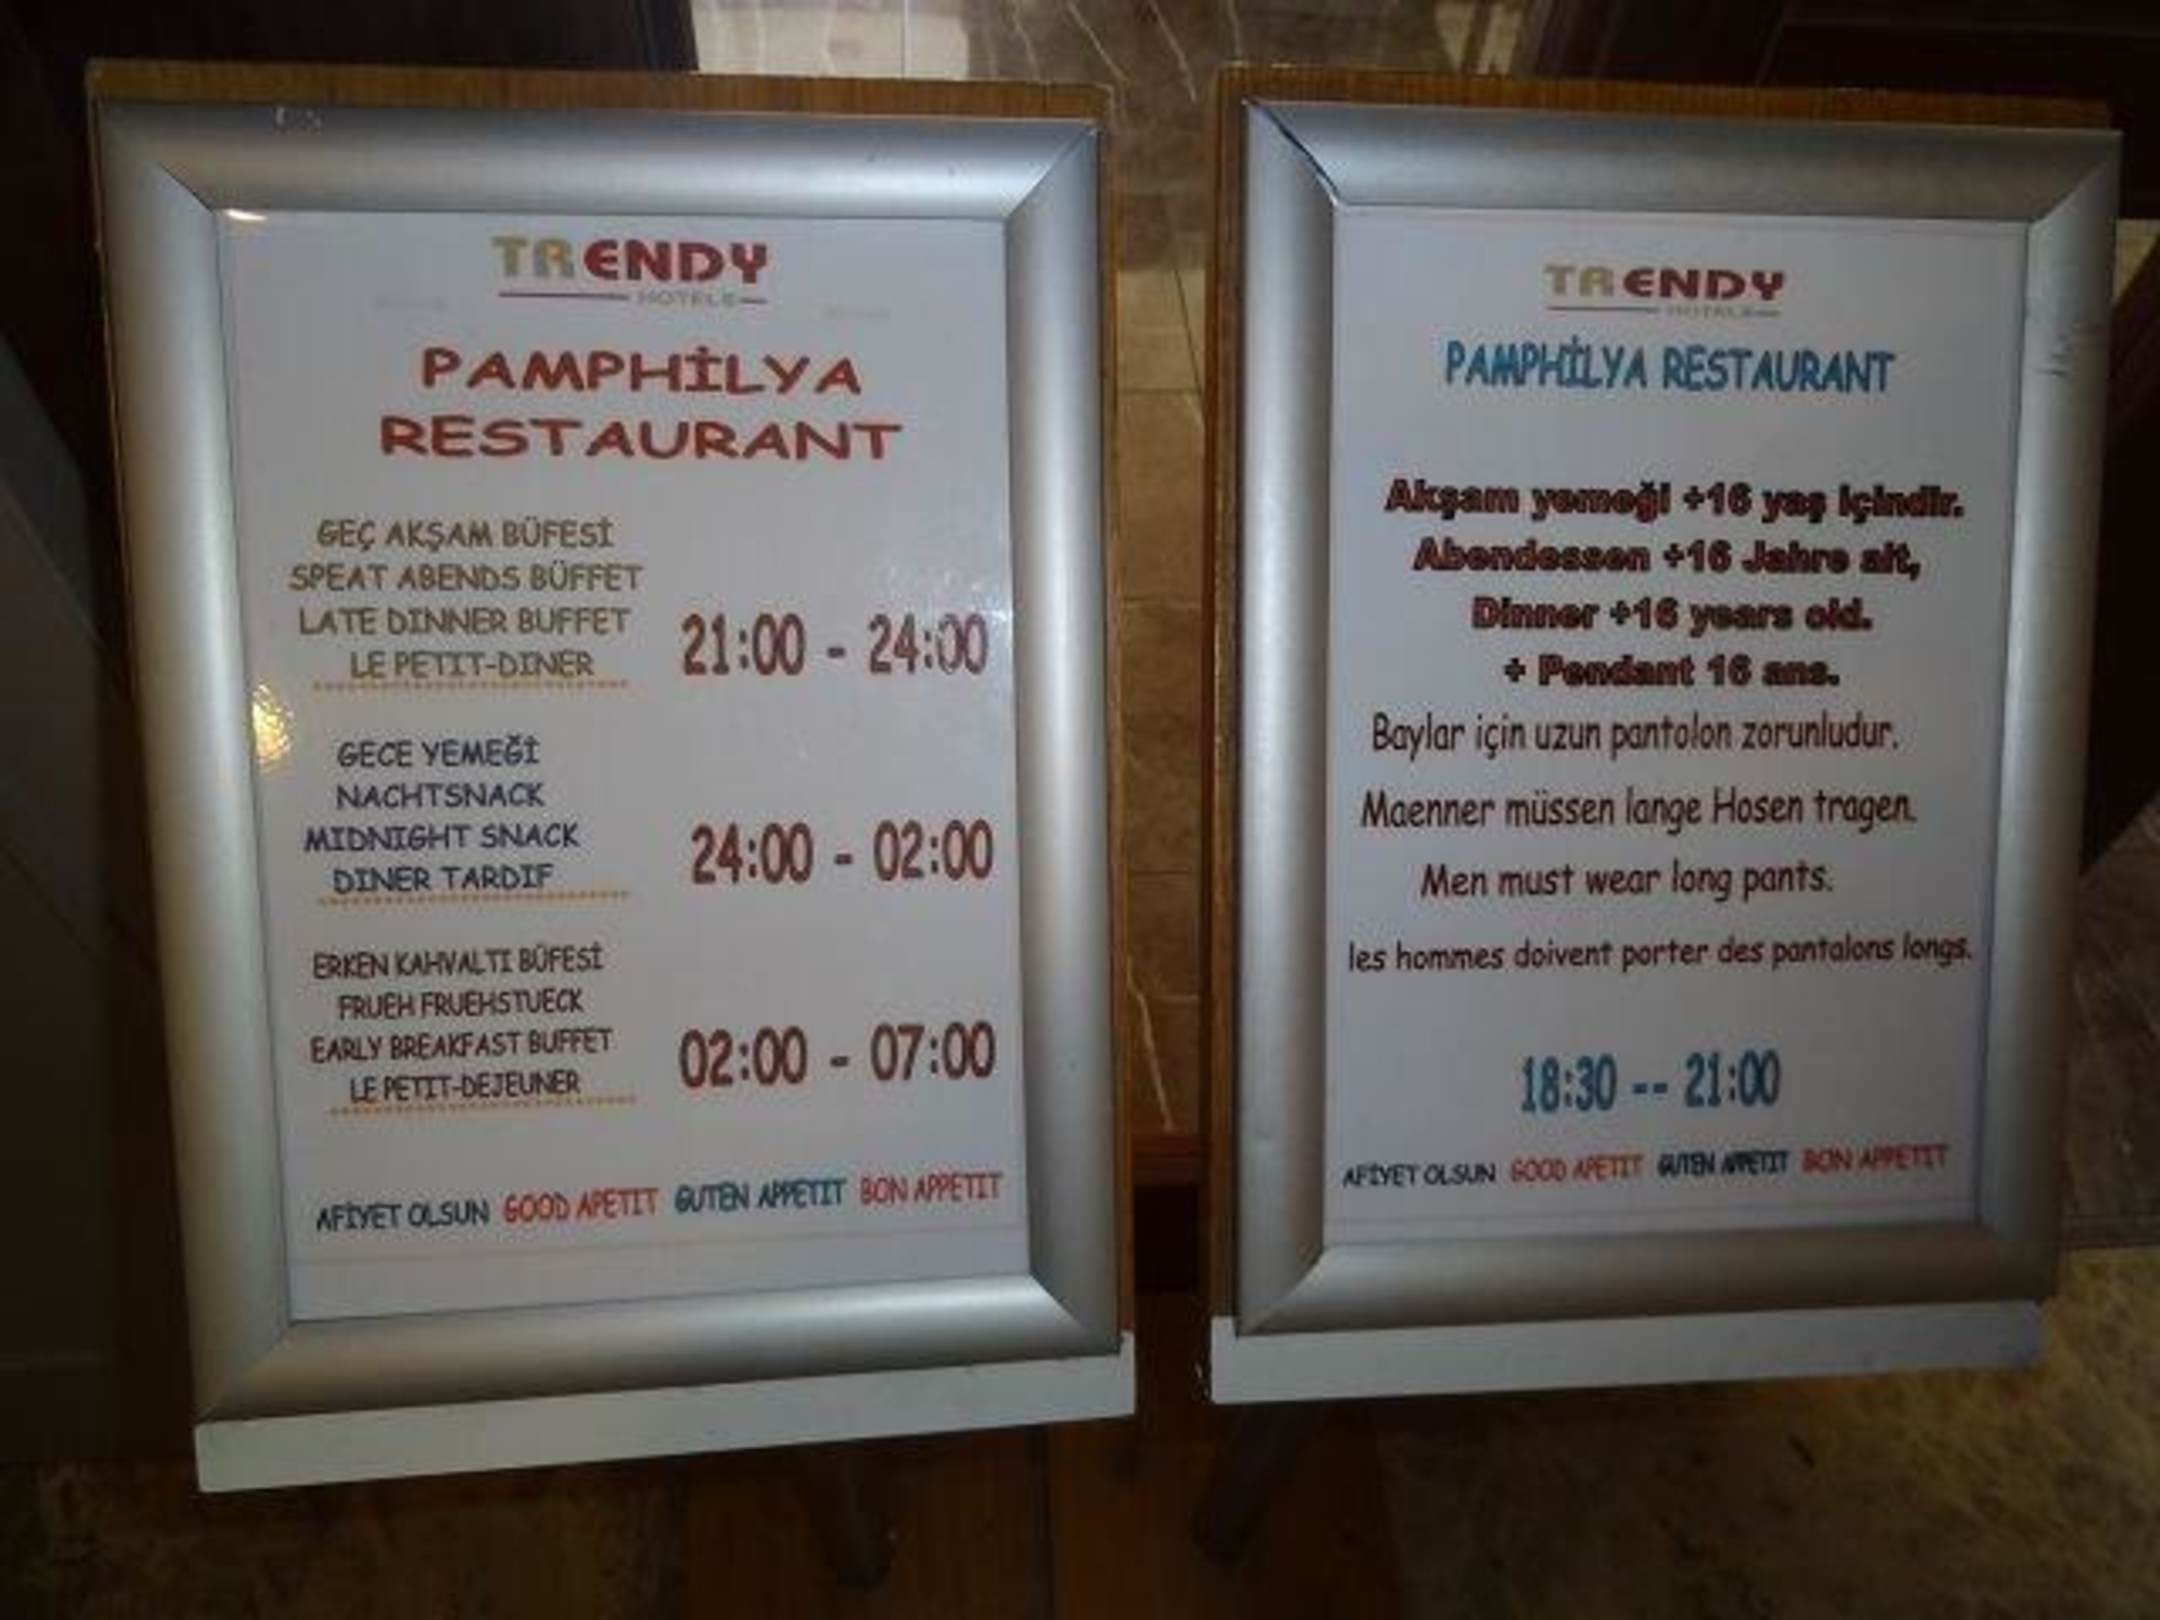 TRENDY
HOTELS
PAMPHİLYA
RESTAURANT
GEÇ AKŞAM BÜFESİ
SPEAT ABENDS BÜFFET
LATE DINNER BUFFET
LE PETIT-DINER
21:00 - 24:00
GECE YEMEĞİ
NACHTSNACK
MIDNIGHT SNACK
DINER TARDIF
24:00 - 02:00
ERKEN KAHVALTI BÜFESİ
FRUEH FRUEHSTUECK
EARLY BREAKFAST BUFFET
LE PETIT-DEJEUNER
02:00 - 07:00
AFİYET OLSUN GOOD APETIT GUTEN APPETIT BON APPETIT
TRENDY
HOTELS
PAMPHİLYA RESTAURANT
Akşam yemeği +16 yaş içindir.
Abendessen +16 Jahre alt,
Dinner +16 years old.
+ Pendant 16 ans.
Baylar için uzun pantolon zorunludur.
Maenner müssen lange Hosen tragen.
Men must wear long pants.
les hommes doivent porter des pantalons longs.
18:30 -- 21:00
AFİYET OLSUN GOOD APETIT GUTEN APPETIT BON APPETIT